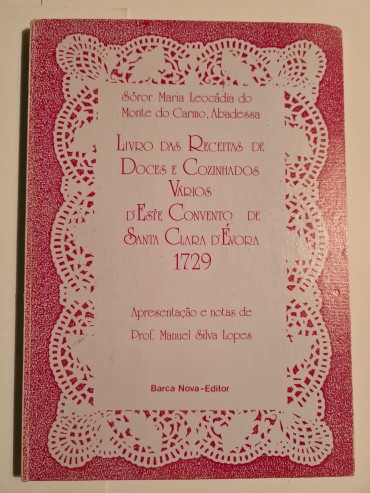 Sóror Maria Leocádia do
Monte do Carmo, Abadessa
Livro das Receitas de
Doces e Cozinhados
Vários
d'Este Convento de
Santa Clara d'Évora
1729
Apresentação e notas de
Prof. Manuel Silva Lopes
Barca Nova-Editor